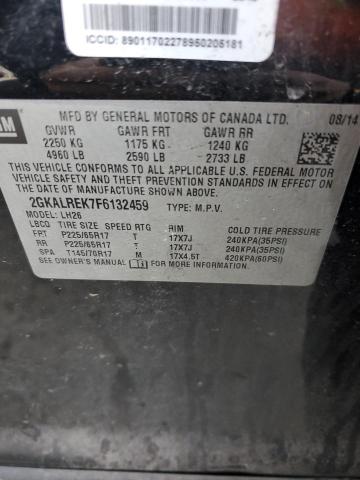 ICCID: 89011702278950205181
GM
MFD BY GENERAL MOTORS OF CANADA LTD. 08/14
GVWR GAWR FRT GAWR RR
2250 KG 1175 KG 1240 KG
4960 LB 2590 LB 2733 LB
THIS VEHICLE CONFORMS TO ALL APPLICABLE U.S. FEDERAL MOTOR
VEHICLE SAFETY AND THEFT PREVENTION STANDARDS IN EFFECT
ON THE DATE OF MANUFACTURE SHOWN ABOVE.
2GKALREK7F6132459 TYPE: M.P.V.
MODEL: LH26
LBCQ TIRE SIZE SPEED RTG RIM COLD TIRE PRESSURE
FRT P225/65R17 T 17X7J 240KPA(35PSI)
RR P225/65R17 T 17X7J 240KPA(35PSI)
SPA T145/70R17 M 17X4.5T 420KPA(60PSI)
SEE OWNER'S MANUAL FOR MORE INFORMATION.